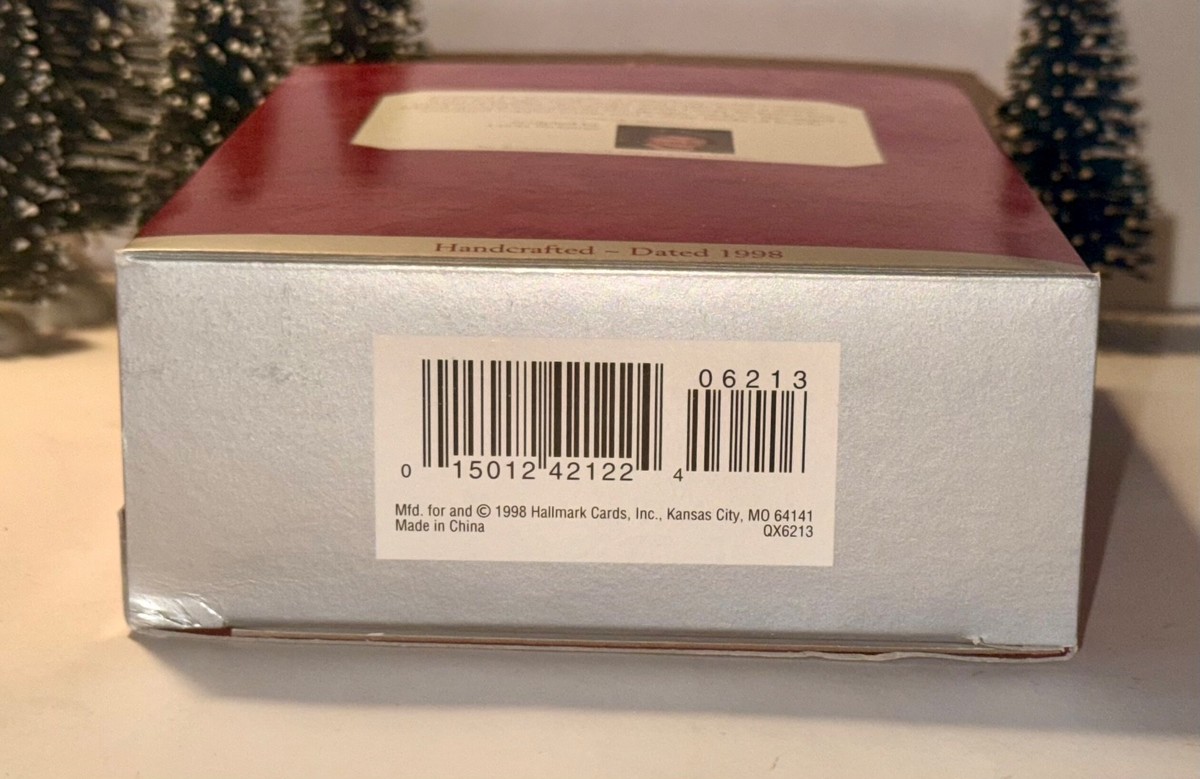 Handcrafted ~ Dated 1998
06213
0 15012 42122 4
Mfd. for and © 1998 Hallmark Cards, Inc., Kansas City, MO 64141
Made in China
QX6213